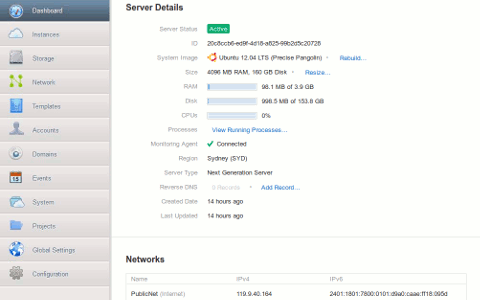 Dashboard
Instances
Storage
Network
Templates
Accounts
Domains
Events
System
Projects
Global Settings
Configuration
Server Details
Server Status Active
ID 20c8ccb6-ed9f-4d18-a825-99b2d5c20728
System Image Ubuntu 12.04 LTS (Precise Pangolin) • Rebuild...
Size 4096 MB RAM, 160 GB Disk • Resize...
RAM 98.1 MB of 3.9 GB
Disk 998.5 MB of 153.8 GB
CPUs 0%
Processes View Running Processes...
Monitoring Agent Connected
Region Sydney (SYD)
Server Type Next Generation Server
Reverse DNS 0 Records • Add Record...
Created Date 14 hours ago
Last Updated 14 hours ago
Networks
Name IPv4 IPv6
PublicNet (Internet) 119.9.40.164 2401:1801:7800:0101:d9a0:caae:ff18:095d